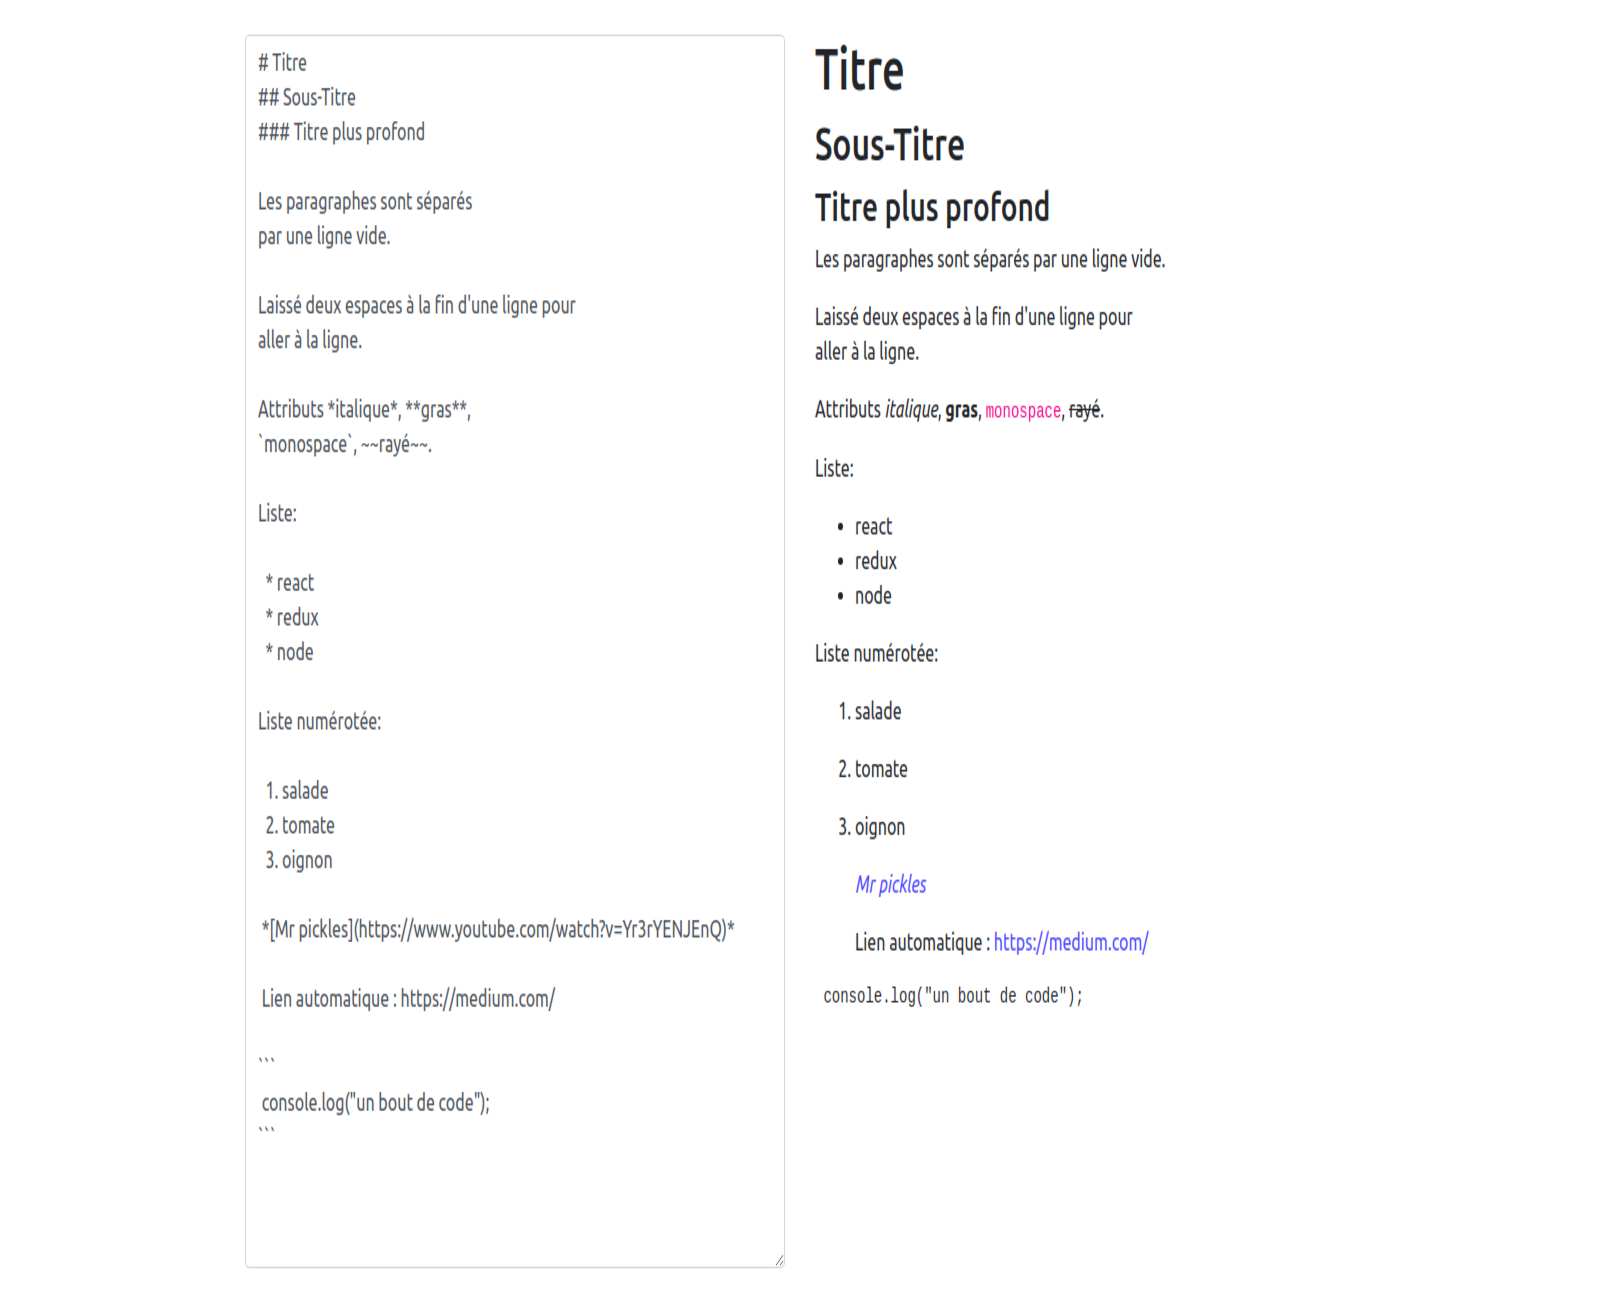 # Titre
## Sous-Titre
### Titre plus profond
Les paragraphes sont séparés
par une ligne vide.
Laissé deux espaces à la fin d'une ligne pour
aller à la ligne.
Attributs *italique*, **gras**,
`monospace`, ~~rayé~~.
Liste:
* react
* redux
* node
Liste numérotée:
1. salade
2. tomate
3. oignon
*[Mr pickles](https://www.youtube.com/watch?v=Yr3rYENJEnQ)*
Lien automatique : https://medium.com/
```
console.log("un bout de code");
```
Titre
Sous-Titre
Titre plus profond
Les paragraphes sont séparés par une ligne vide.
Laissé deux espaces à la fin d'une ligne pour
aller à la ligne.
Attributs italique, gras, monospace, rayé.
Liste:
• react
• redux
• node
Liste numérotée:
1. salade
2. tomate
3. oignon
Mr pickles
Lien automatique : https://medium.com/
console.log("un bout de code");